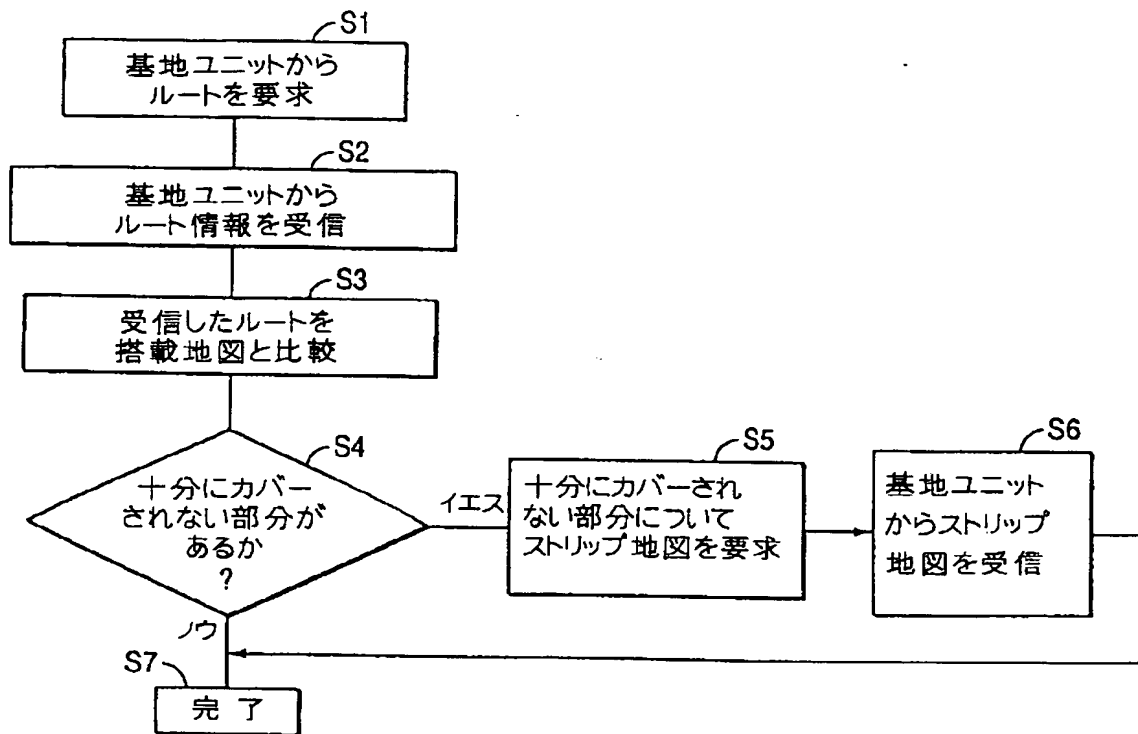 S1
基地ユニットから
ルートを要求
S2
基地ユニットから
ルート情報を受信
S3
受信したルートを
搭載地図と比較
S4
十分にカバー
されない部分が
あるか
?
イエス
S5
十分にカバーされ
ない部分について
ストリップ地図を要求
S6
基地ユニット
からストリップ
地図を受信
ノウ
S7
完了